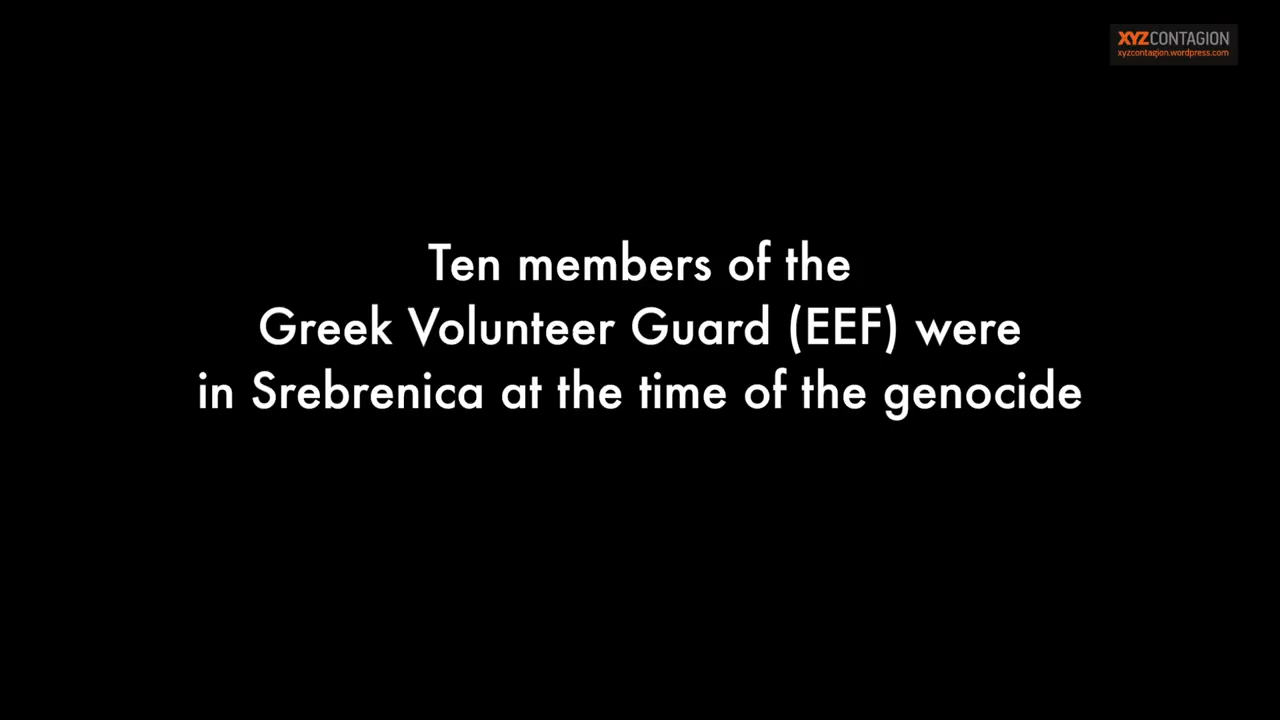 XYZCONTAGION
xyzcontagion.wordpress.com
Ten members of the
Greek Volunteer Guard (EEF) were
in Srebrenica at the time of the genocide